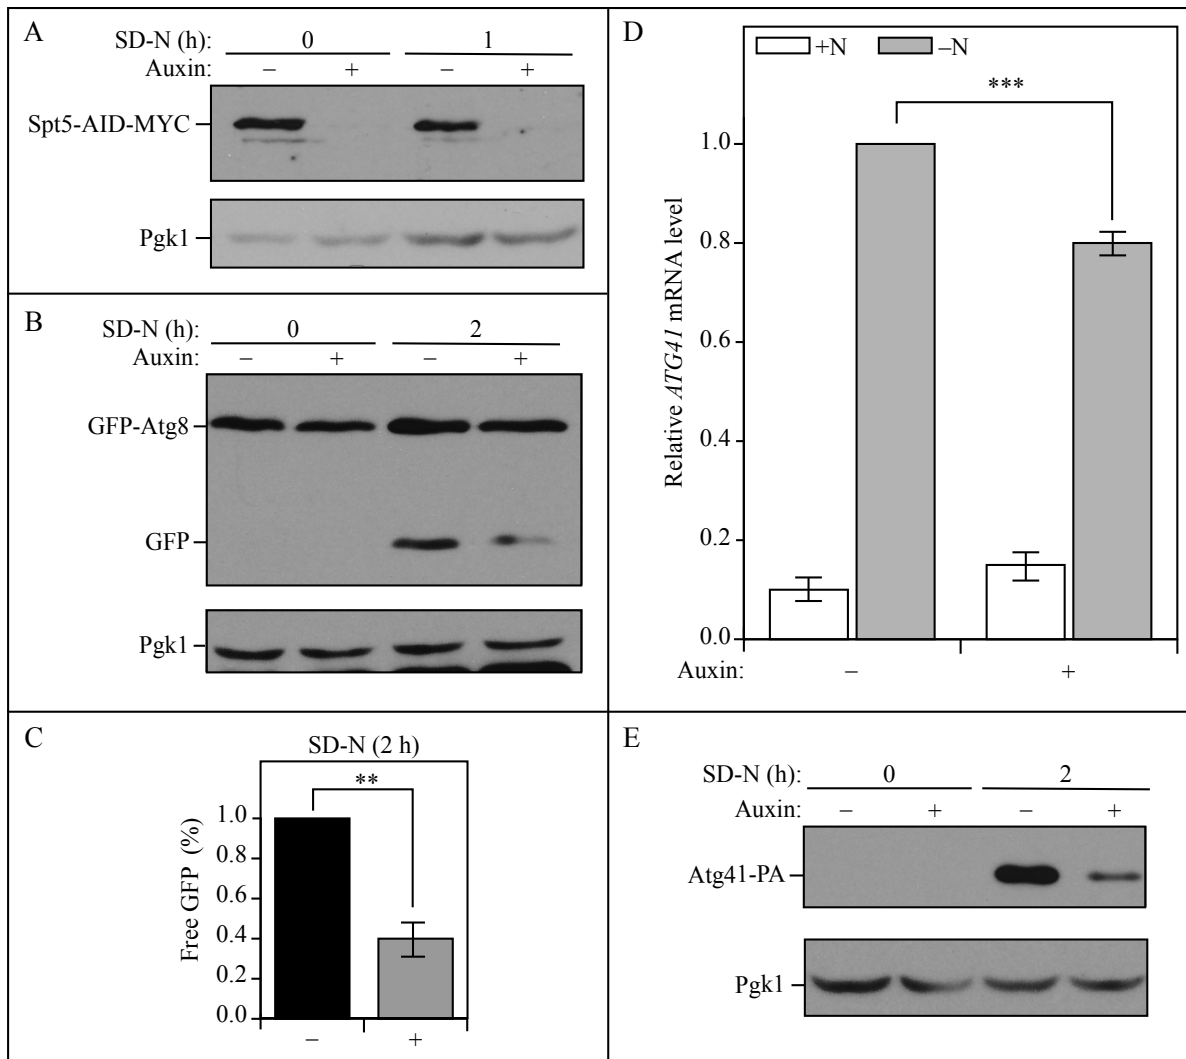 A
SD-N (h): 0 1
Auxin: – + – +
Spt5-AID-MYC
Pgk1
B
SD-N (h): 0 2
Auxin: – + – +
GFP-Atg8
GFP
Pgk1
C
SD-N (2 h)
**
Free GFP (%)
1.0
0.8
0.6
0.4
0.2
0.0
– +
D
+N –N
***
Relative ATG41 mRNA level
1.0
0.8
0.6
0.4
0.2
0.0
Auxin: – +
E
SD-N (h): 0 2
Auxin: – + – +
Atg41-PA
Pgk1